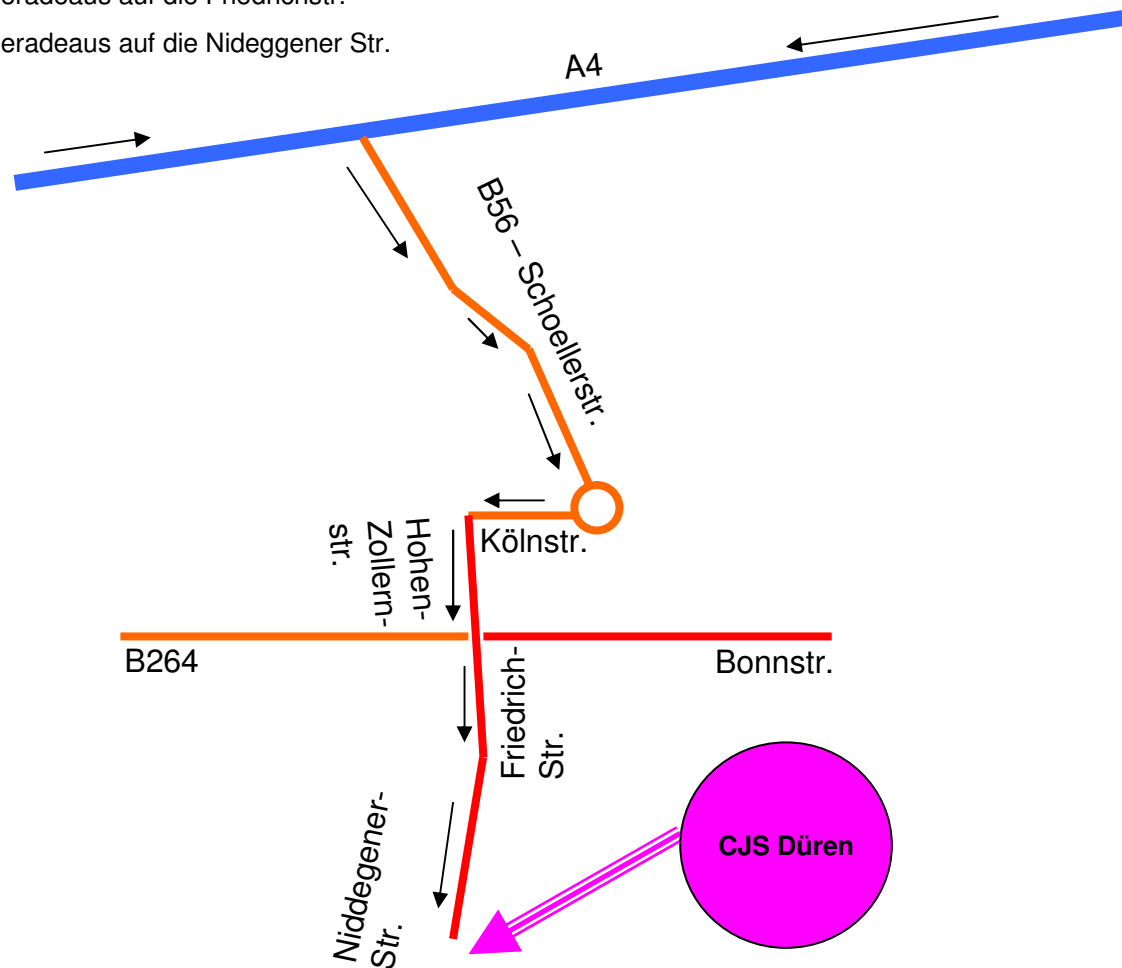 eradeaus auf die Nideggener Str.
A4
B56 – Schoellerstr.
Kölnstr.
Hohen-
Zollern-
str.
B264
Bonnstr.
Friedrich-
Str.
CJS Düren
Niddegener-
Str.